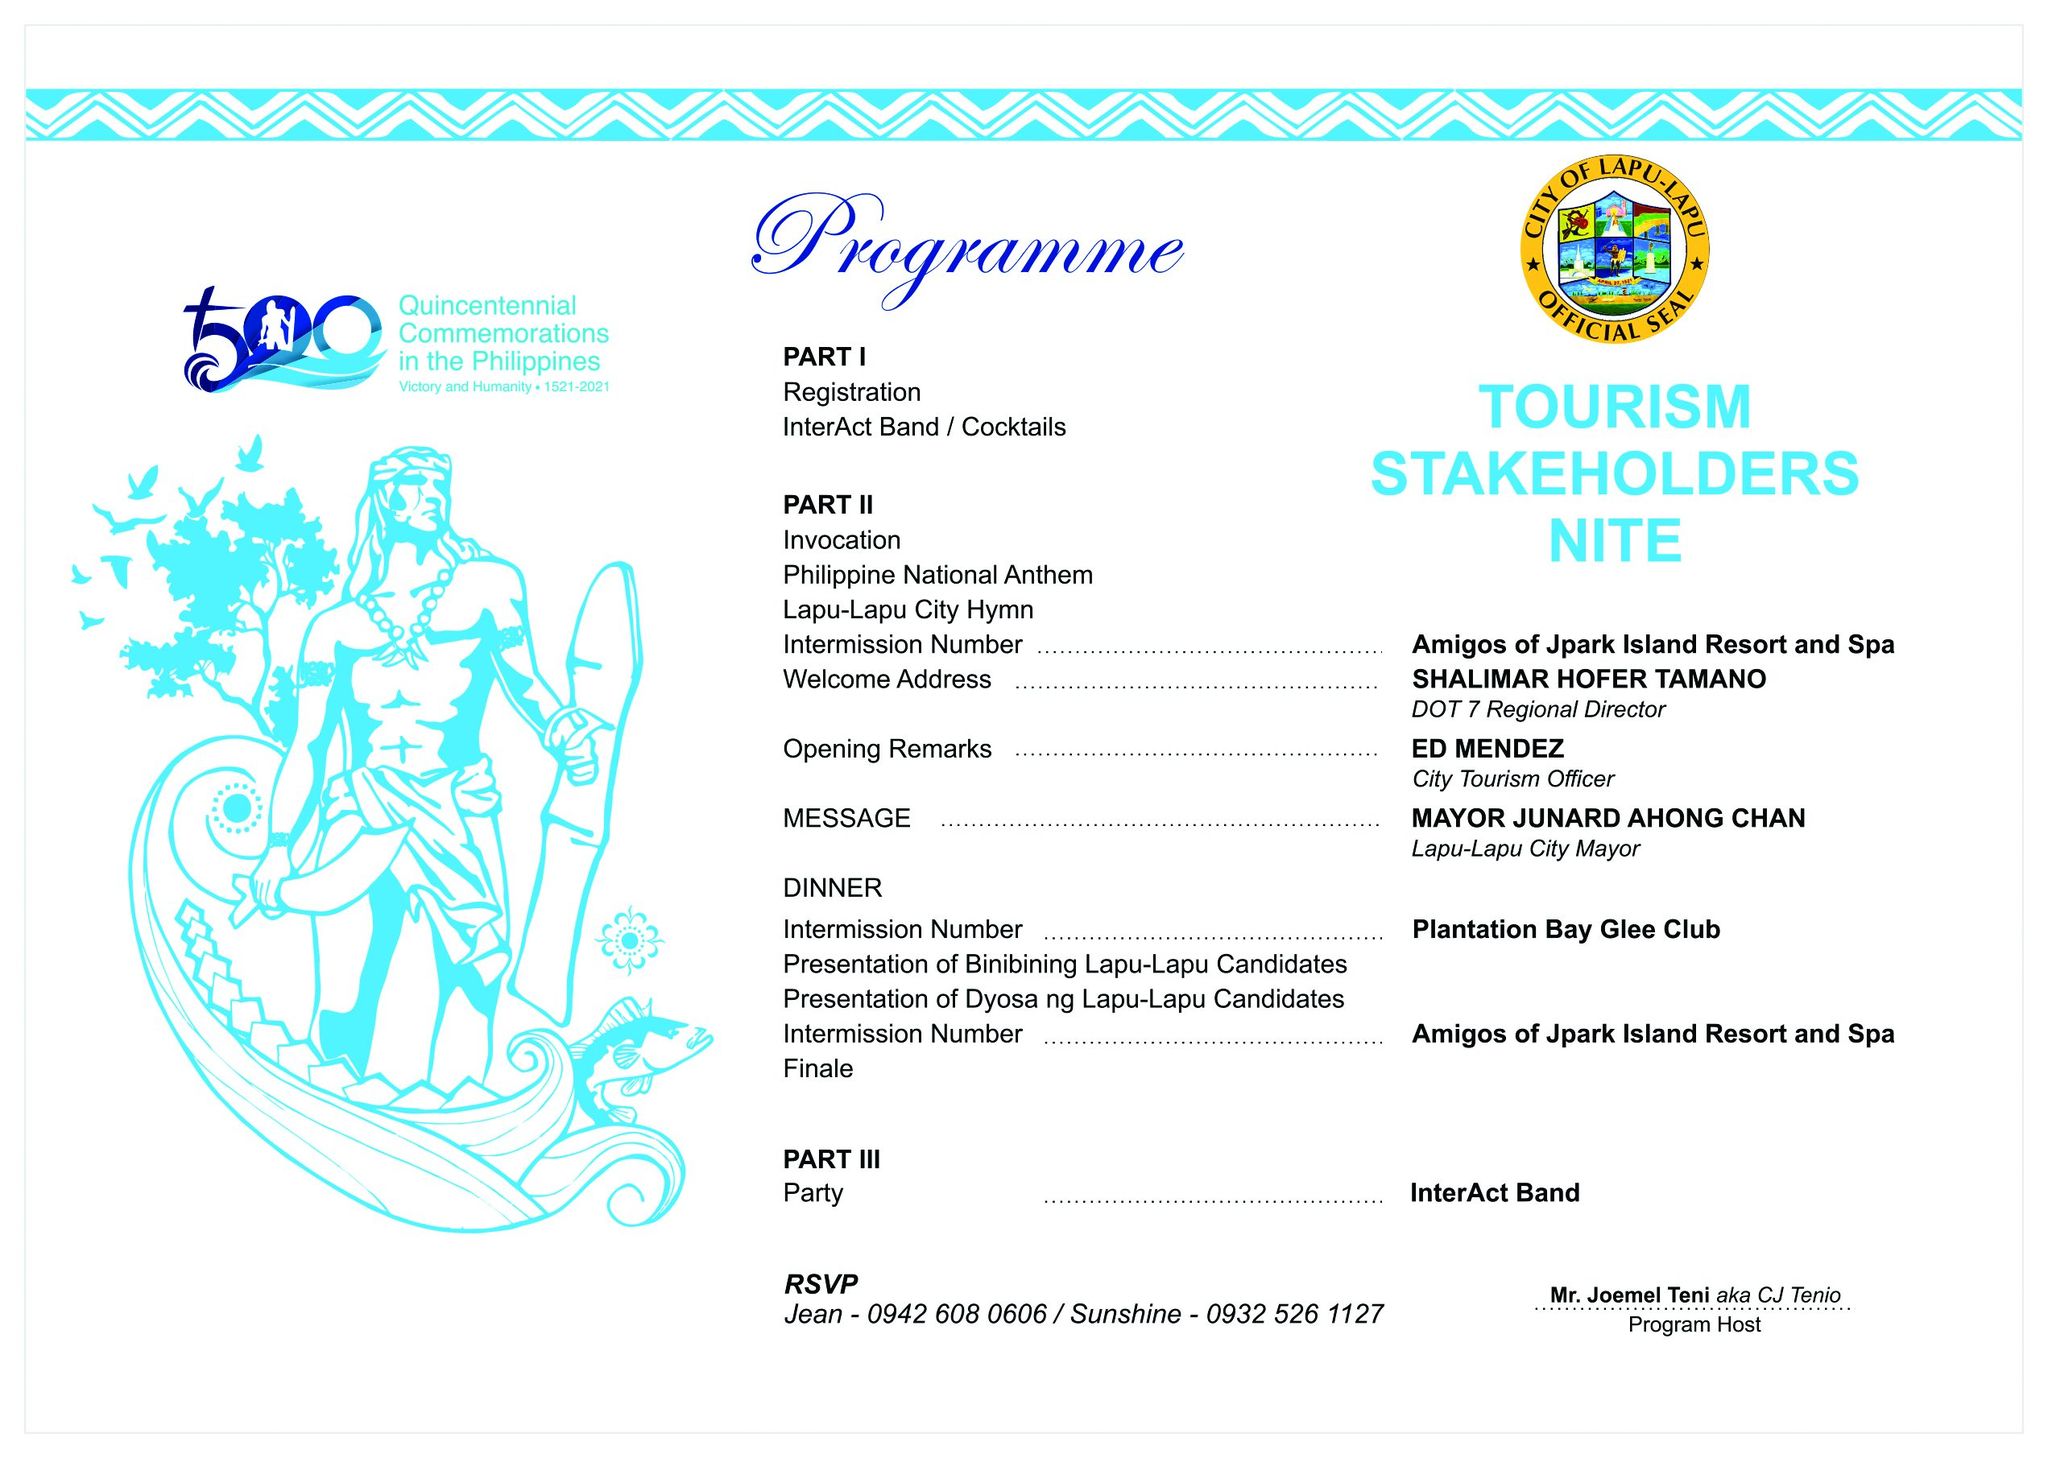 Programme
CITY OF LAPU-LAPU
OFFICIAL SEAL
APRIL 27, 1521
500
Quincentennial
Commemorations
in the Philippines
Victory and Humanity • 1521-2021
TOURISM
STAKEHOLDERS
NITE
PART I
Registration
InterAct Band / Cocktails
PART II
Invocation
Philippine National Anthem
Lapu-Lapu City Hymn
Intermission Number ........................ Amigos of Jpark Island Resort and Spa
Welcome Address ........................ SHALIMAR HOFER TAMANO
DOT 7 Regional Director
Opening Remarks ........................ ED MENDEZ
City Tourism Officer
MESSAGE ........................ MAYOR JUNARD AHONG CHAN
Lapu-Lapu City Mayor
DINNER
Intermission Number ........................ Plantation Bay Glee Club
Presentation of Binibining Lapu-Lapu Candidates
Presentation of Dyosa ng Lapu-Lapu Candidates
Intermission Number ........................ Amigos of Jpark Island Resort and Spa
Finale
PART III
Party ........................ InterAct Band
RSVP
Jean - 0942 608 0606 / Sunshine - 0932 526 1127
Mr. Joemel Teni aka CJ Tenio
Program Host